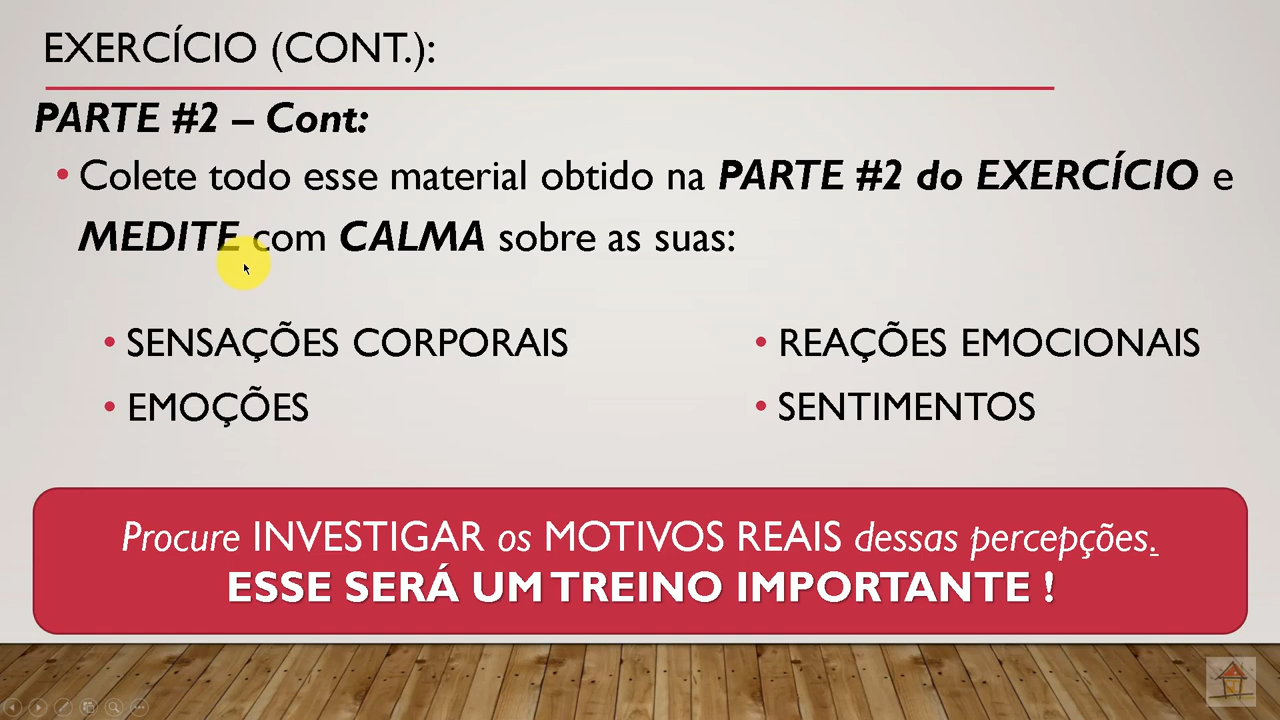 EXERCÍCIO (CONT.):
PARTE #2 – Cont:
• Colete todo esse material obtido na PARTE #2 do EXERCÍCIO e
MEDITE com CALMA sobre as suas:
• SENSAÇÕES CORPORAIS
• EMOÇÕES
• REAÇÕES EMOCIONAIS
• SENTIMENTOS
Procure INVESTIGAR os MOTIVOS REAIS dessas percepções.
ESSE SERÁ UM TREINO IMPORTANTE !